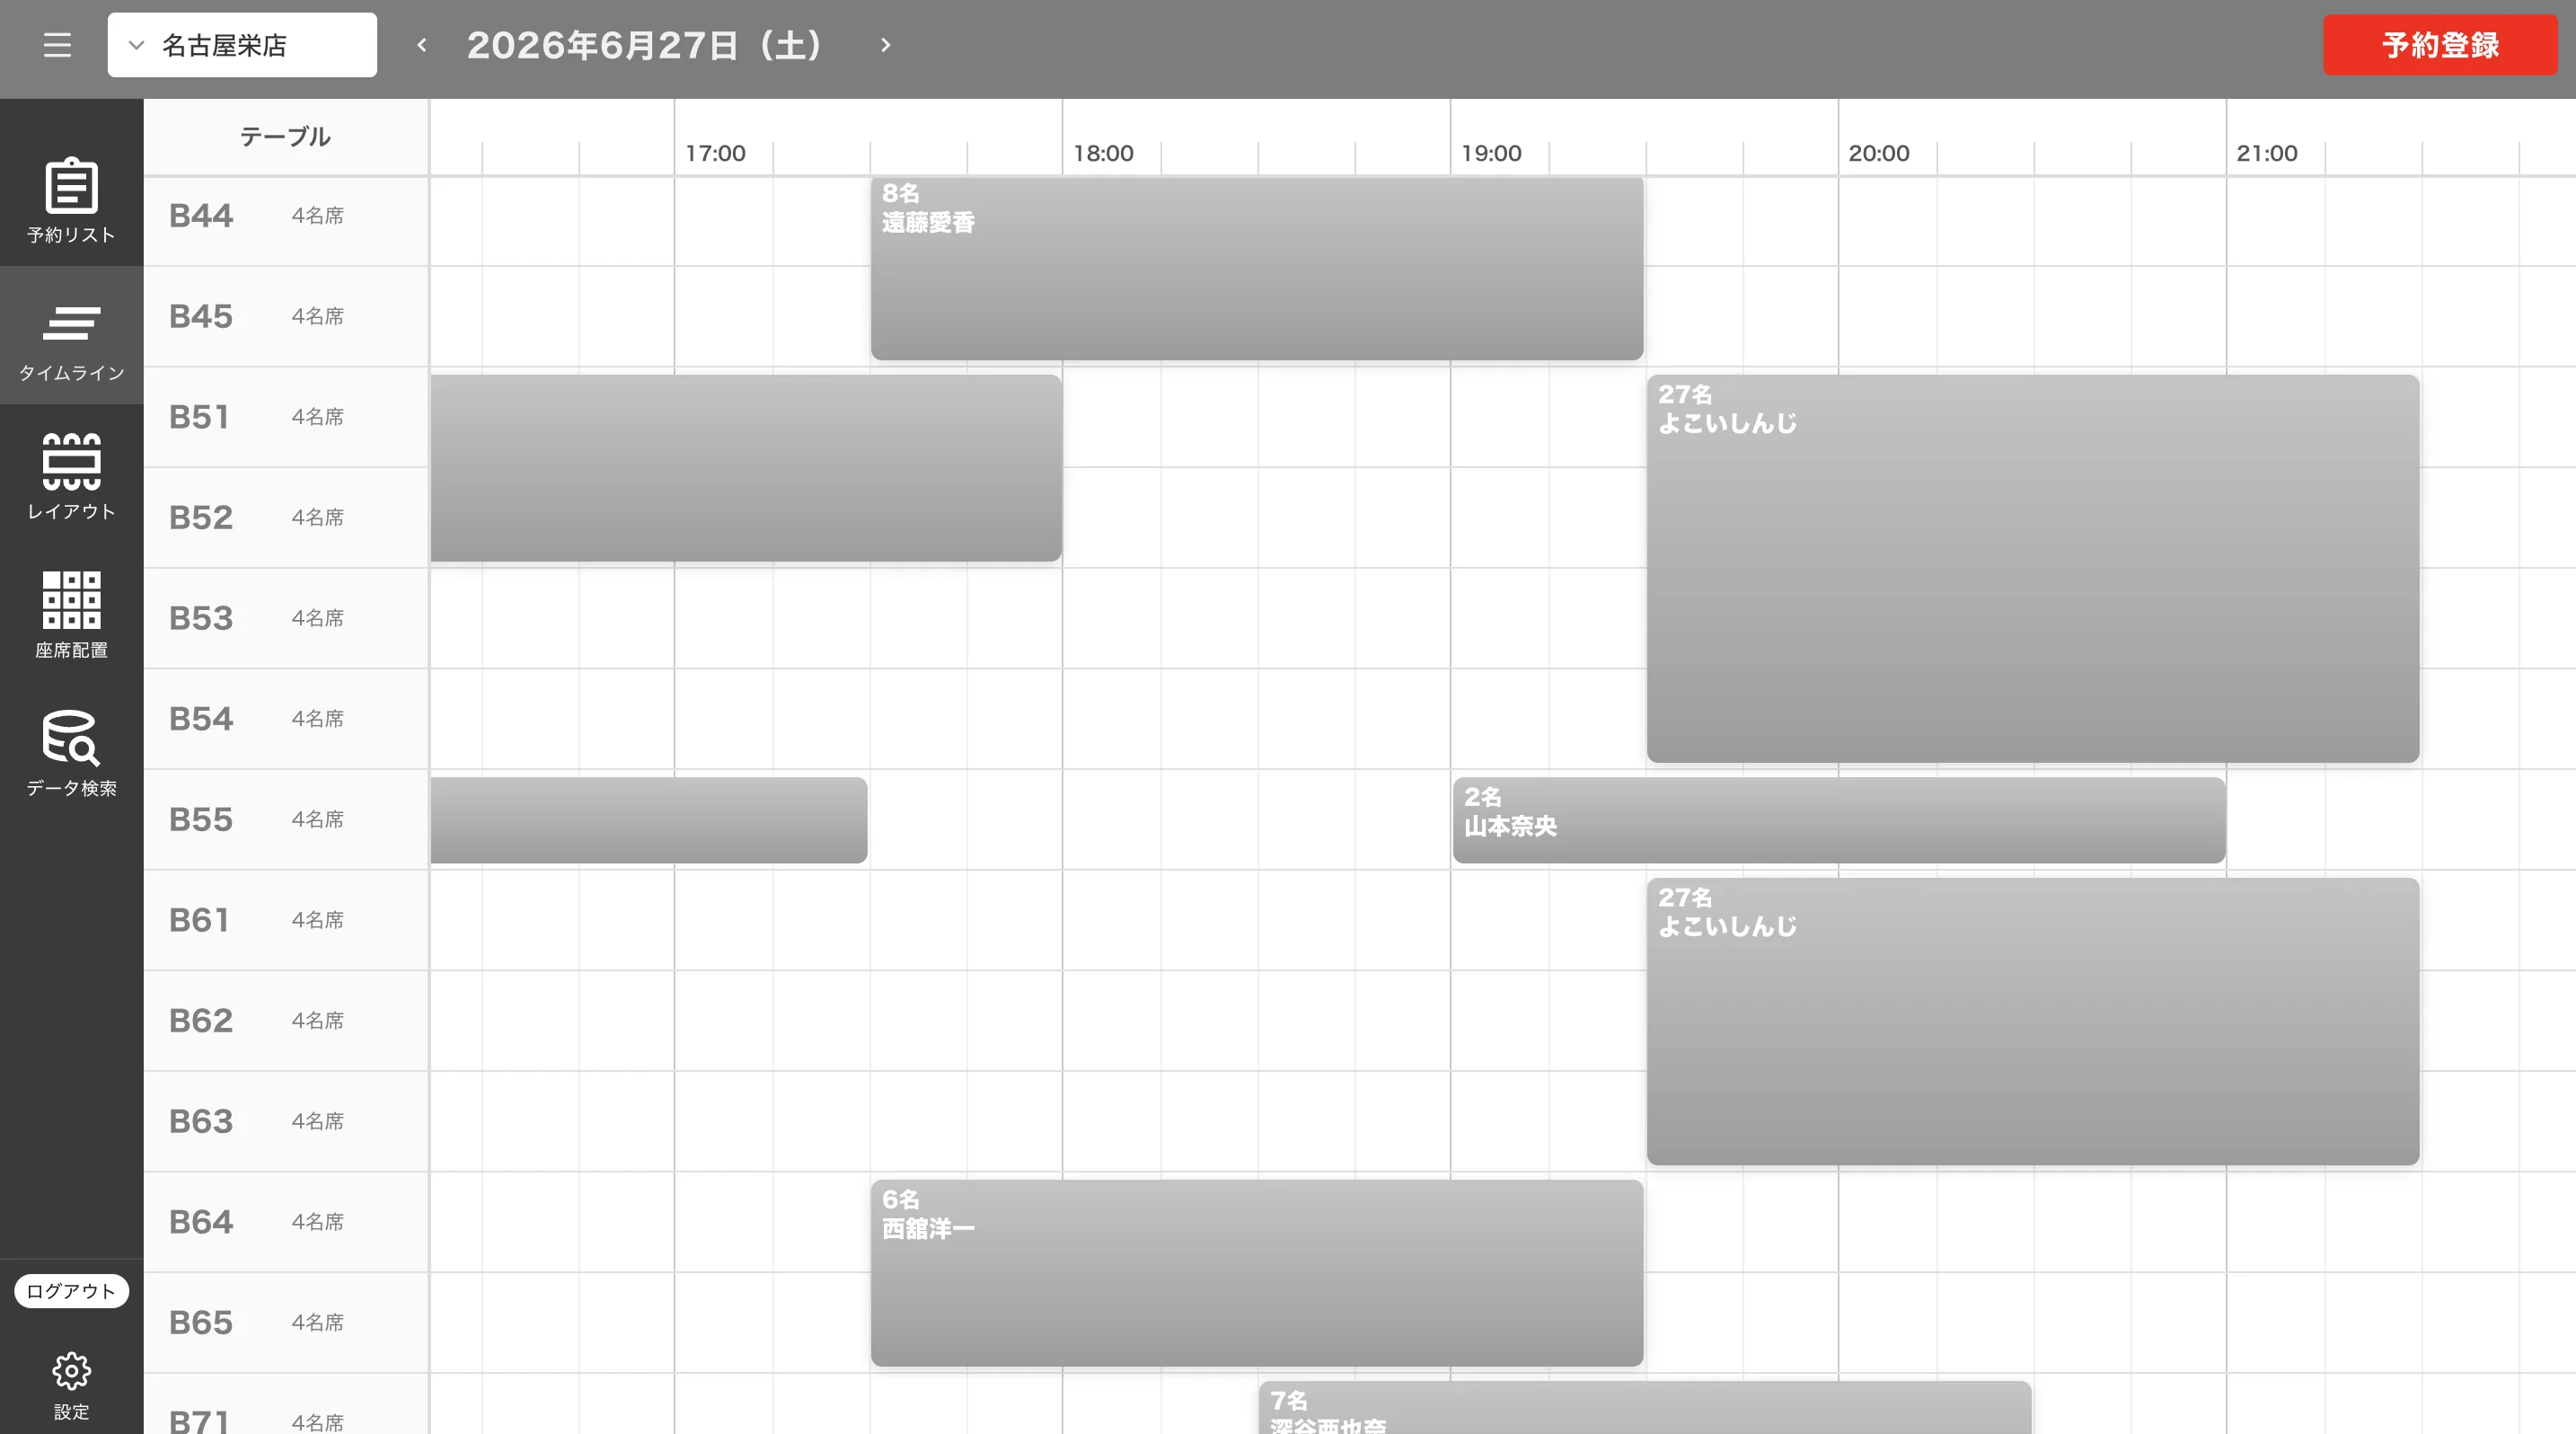 名古屋栄店
2026年6月27日（土）
予約登録
予約リスト
タイムライン
レイアウト
座席配置
データ検索
ログアウト
設定
テーブル
17:00
18:00
19:00
20:00
21:00
B44 4名席
8名
遠藤愛香
B45 4名席
B51 4名席
27名
よこいしんじ
B52 4名席
B53 4名席
B54 4名席
B55 4名席
2名
山本奈央
B61 4名席
27名
よこいしんじ
B62 4名席
B63 4名席
B64 4名席
6名
西舘洋一
B65 4名席
B71 4名席
7名
深谷亜也奈